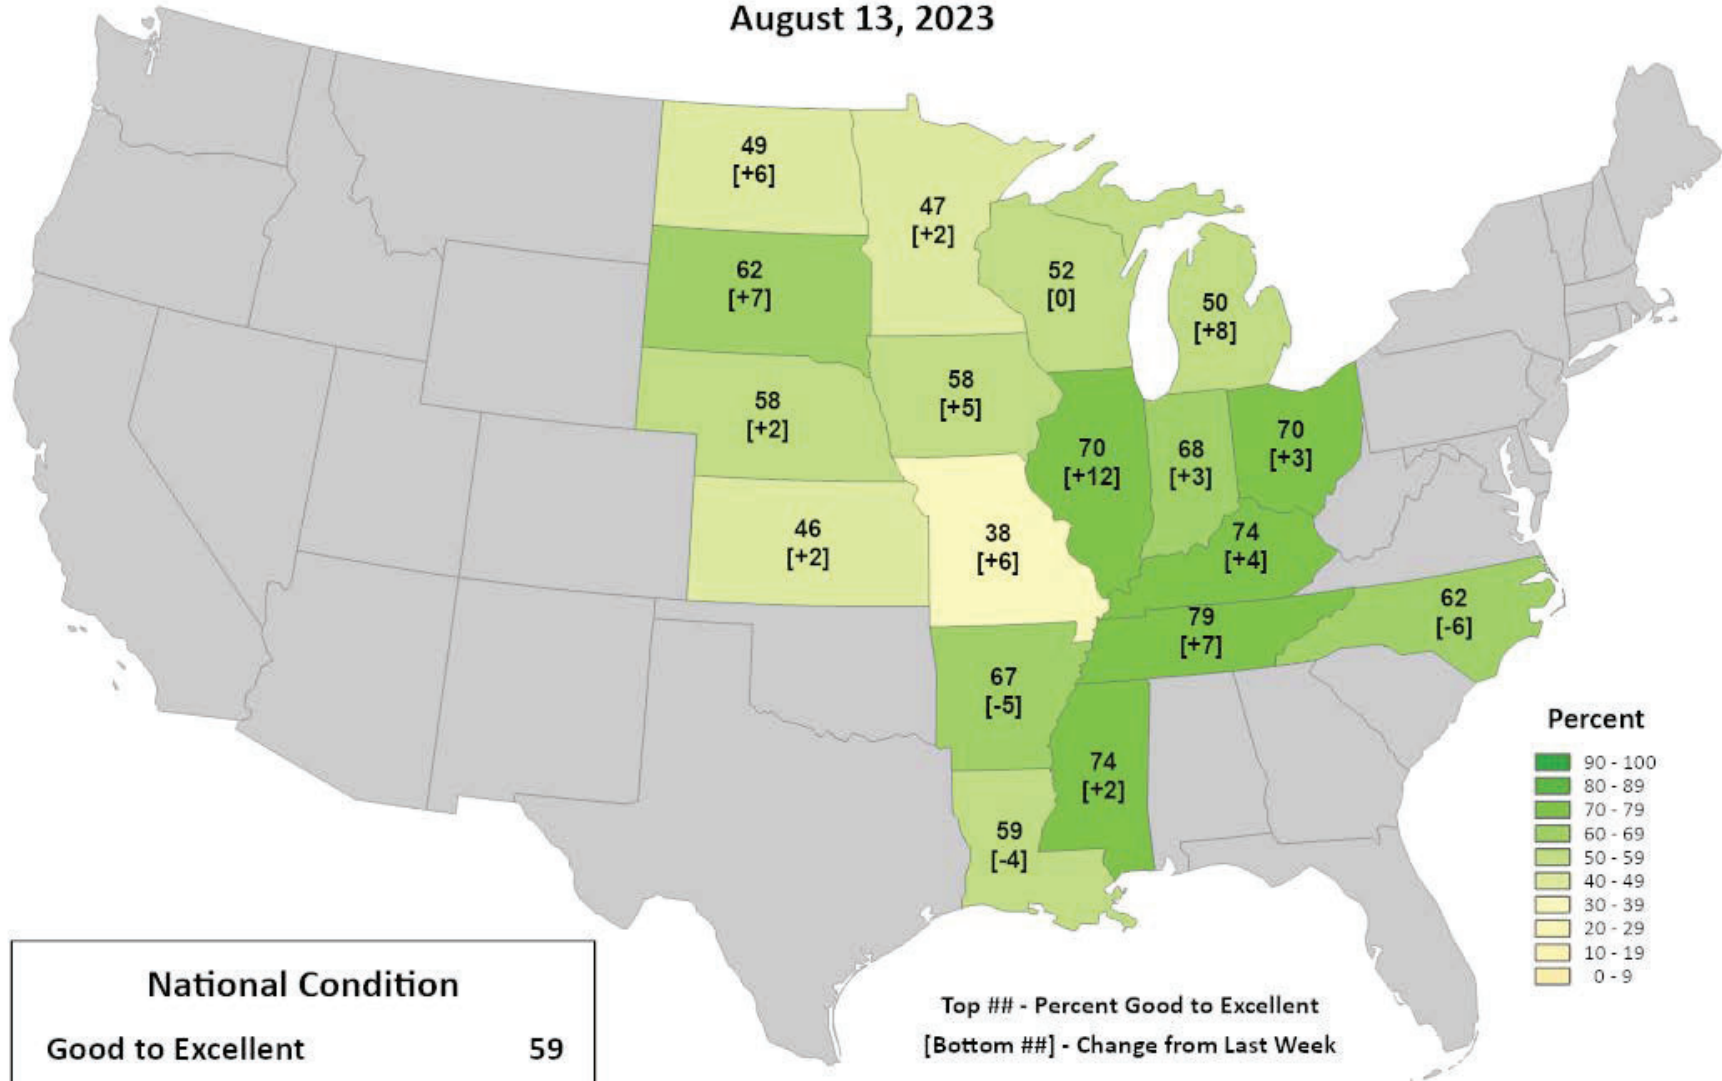 August 13, 2023
49
[+6]
47
[+2]
62
[+7]
52
[0]
50
[+8]
58
[+2]
58
[+5]
70
[+12]
68
[+3]
70
[+3]
46
[+2]
38
[+6]
74
[+4]
79
[+7]
62
[-6]
67
[-5]
74
[+2]
59
[-4]
Percent
90 - 100
80 - 89
70 - 79
60 - 69
50 - 59
40 - 49
30 - 39
20 - 29
10 - 19
0 - 9
National Condition
Good to Excellent 59
Top ## - Percent Good to Excellent
[Bottom ##] - Change from Last Week